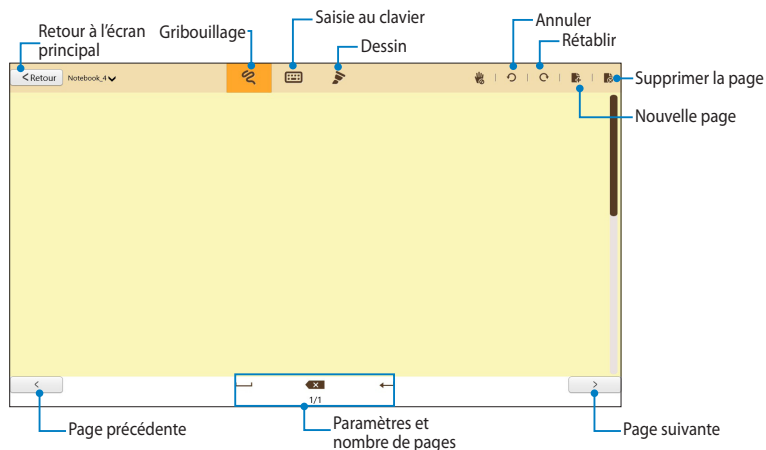 Saisie au clavier
Annuler
Retour à l'écran
principal
Gribouillage
Dessin
Rétablir
< Retour
Notebook_4
Supprimer la page
Nouvelle page
<
>
1/1
Page précédente
Paramètres et
nombre de pages
Page suivante